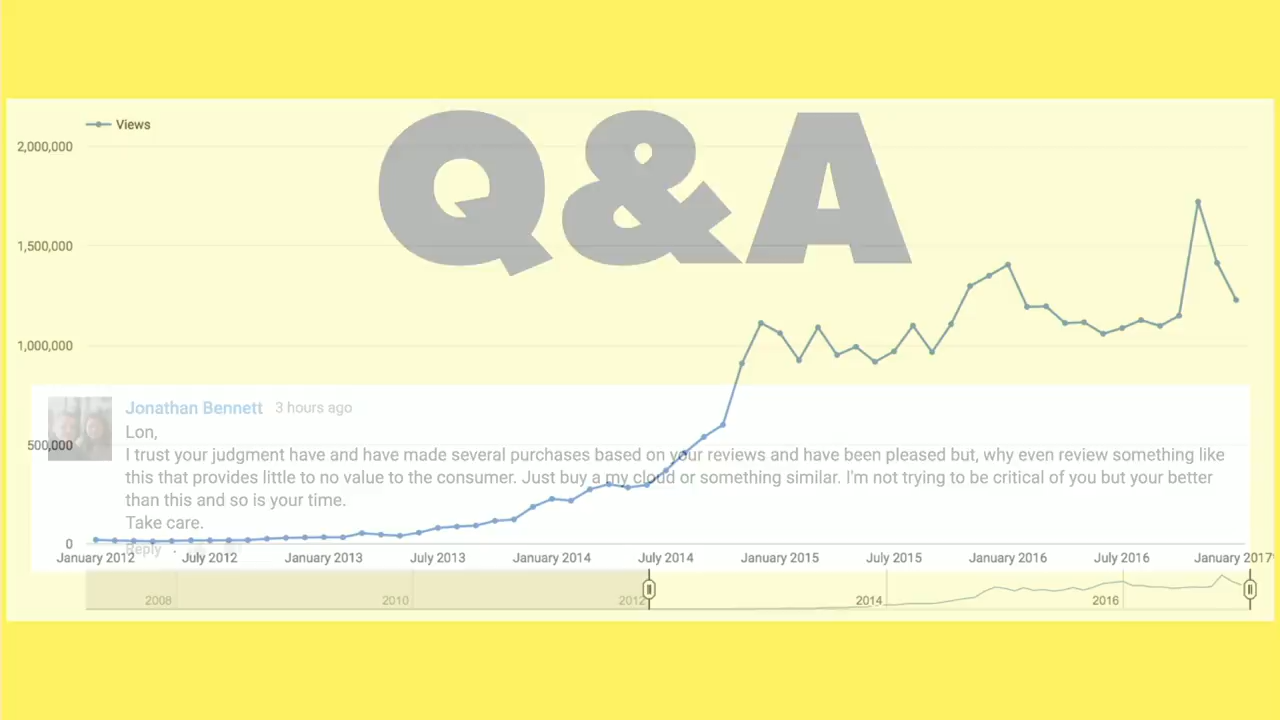 Views
Q&A
2,000,000
1,500,000
1,000,000
Jonathan Bennett 3 hours ago
Lon,
500,000
I trust your judgment have and have made several purchases based on your reviews and have been pleased but, why even review something like
this that provides little to no value to the consumer. Just buy a my cloud or something similar. I'm not trying to be critical of you but your better
than this and so is your time.
Take care.
0
Reply
January 2012 July 2012 January 2013 July 2013 January 2014 July 2014 January 2015 July 2015 January 2016 July 2016 January 2017
2008 2010 2012 2014 2016